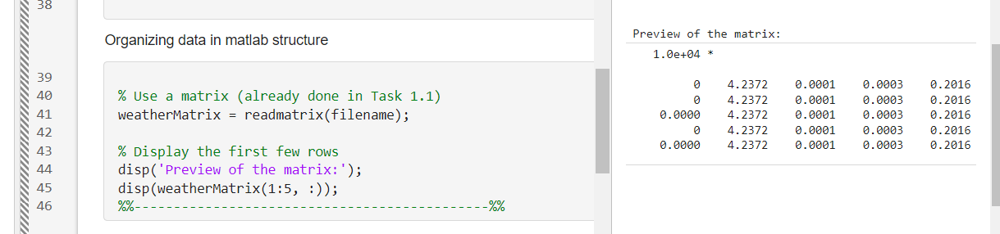 38
Organizing data in matlab structure
39
40 % Use a matrix (already done in Task 1.1)
41 weatherMatrix = readmatrix(filename);
42
43 % Display the first few rows
44 disp('Preview of the matrix:');
45 disp(weatherMatrix(1:5, :));
46 %%---------------------------------------------%%
Preview of the matrix:
1.0e+04 *
0 4.2372 0.0001 0.0003 0.2016
0 4.2372 0.0001 0.0003 0.2016
0.0000 4.2372 0.0001 0.0003 0.2016
0 4.2372 0.0001 0.0003 0.2016
0.0000 4.2372 0.0001 0.0003 0.2016